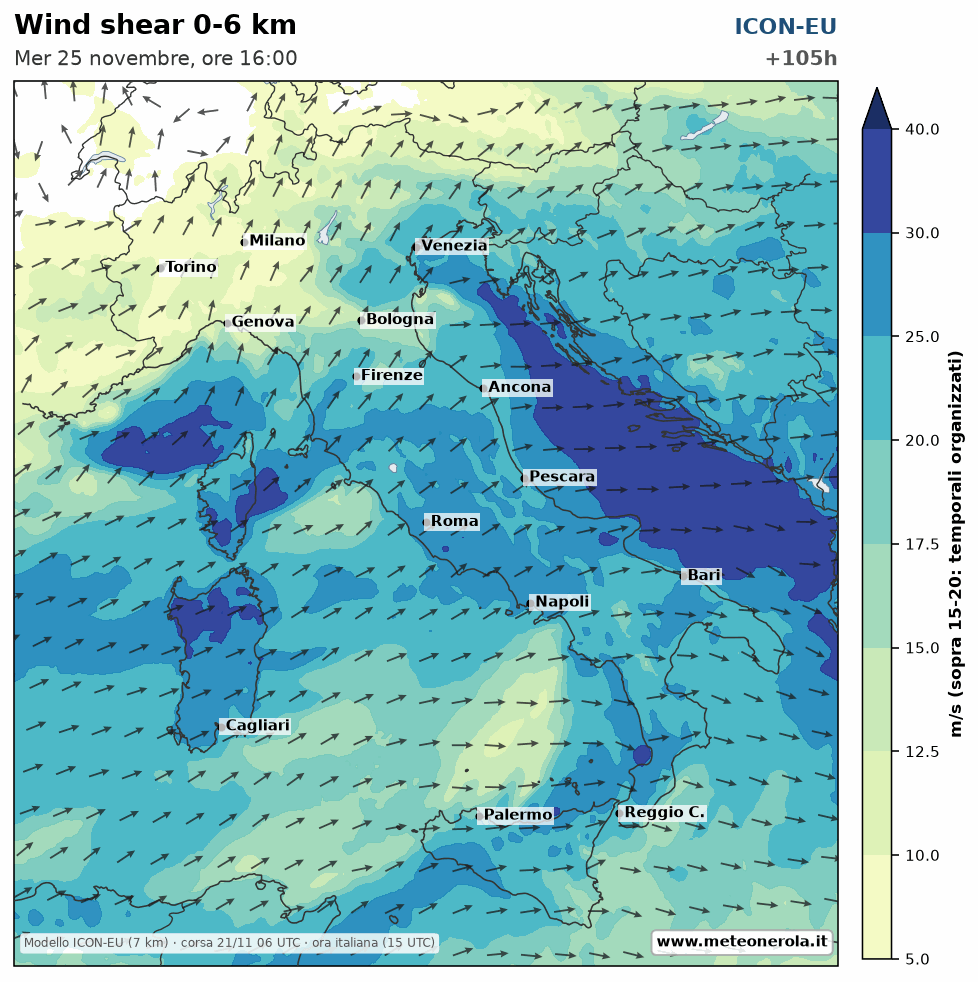 Wind shear 0-6 km
ICON-EU
Mer 25 novembre, ore 16:00
+105h
40.0
30.0
25.0
20.0
17.5
15.0
12.5
10.0
5.0
m/s (sopra 15-20: temporali organizzati)
Milano
Venezia
Torino
Genova
Bologna
Firenze
Ancona
Pescara
Roma
Bari
Napoli
Cagliari
Palermo
Reggio C.
Modello ICON-EU (7 km) · corsa 21/11 06 UTC · ora italiana (15 UTC)
www.meteonerola.it